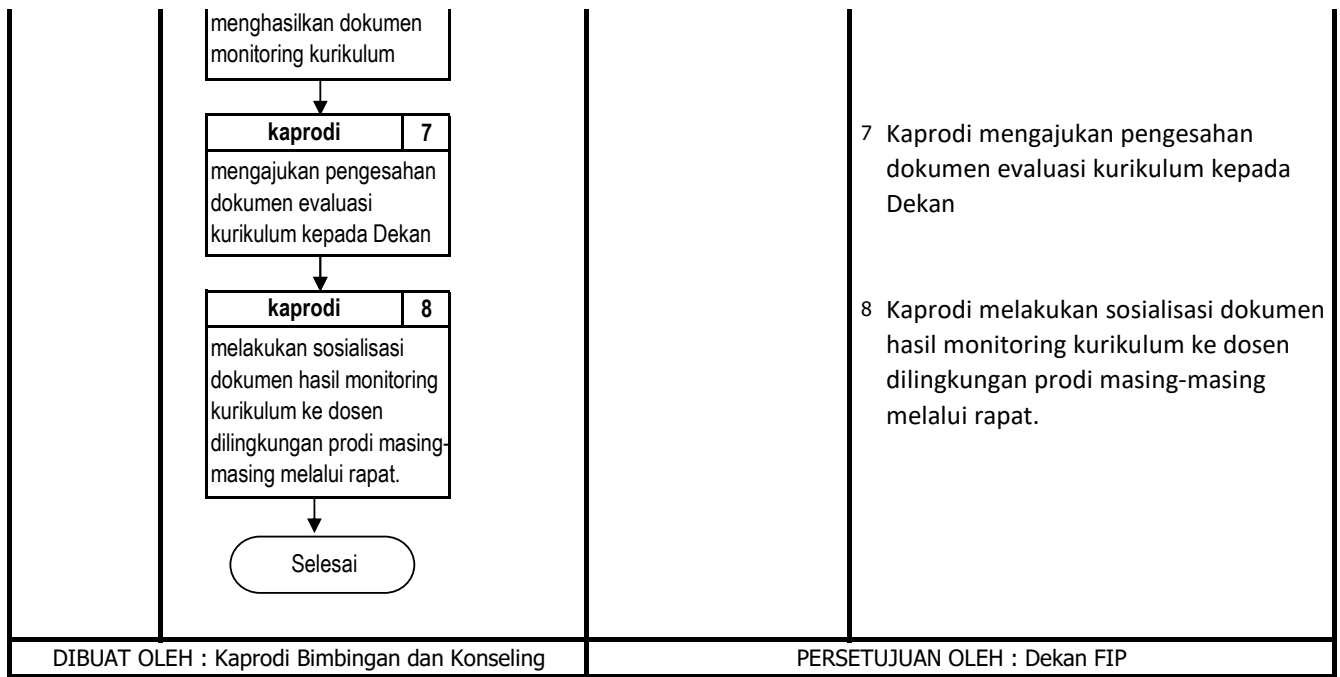 menghasilkan dokumen
monitoring kurikulum
kaprodi 7
mengajukan pengesahan
dokumen evaluasi
kurikulum kepada Dekan
kaprodi 8
melakukan sosialisasi
dokumen hasil monitoring
kurikulum ke dosen
dilingkungan prodi masing-
masing melalui rapat.
Selesai
7 Kaprodi mengajukan pengesahan
dokumen evaluasi kurikulum kepada
Dekan
8 Kaprodi melakukan sosialisasi dokumen
hasil monitoring kurikulum ke dosen
dilingkungan prodi masing-masing
melalui rapat.
DIBUAT OLEH : Kaprodi Bimbingan dan Konseling
PERSETUJUAN OLEH : Dekan FIP